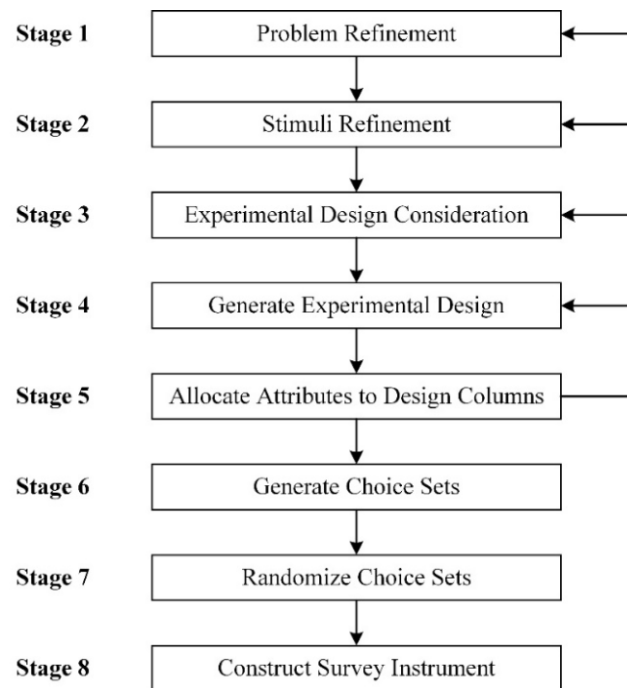 Stage 1 Problem Refinement
Stage 2 Stimuli Refinement
Stage 3 Experimental Design Consideration
Stage 4 Generate Experimental Design
Stage 5 Allocate Attributes to Design Columns
Stage 6 Generate Choice Sets
Stage 7 Randomize Choice Sets
Stage 8 Construct Survey Instrument